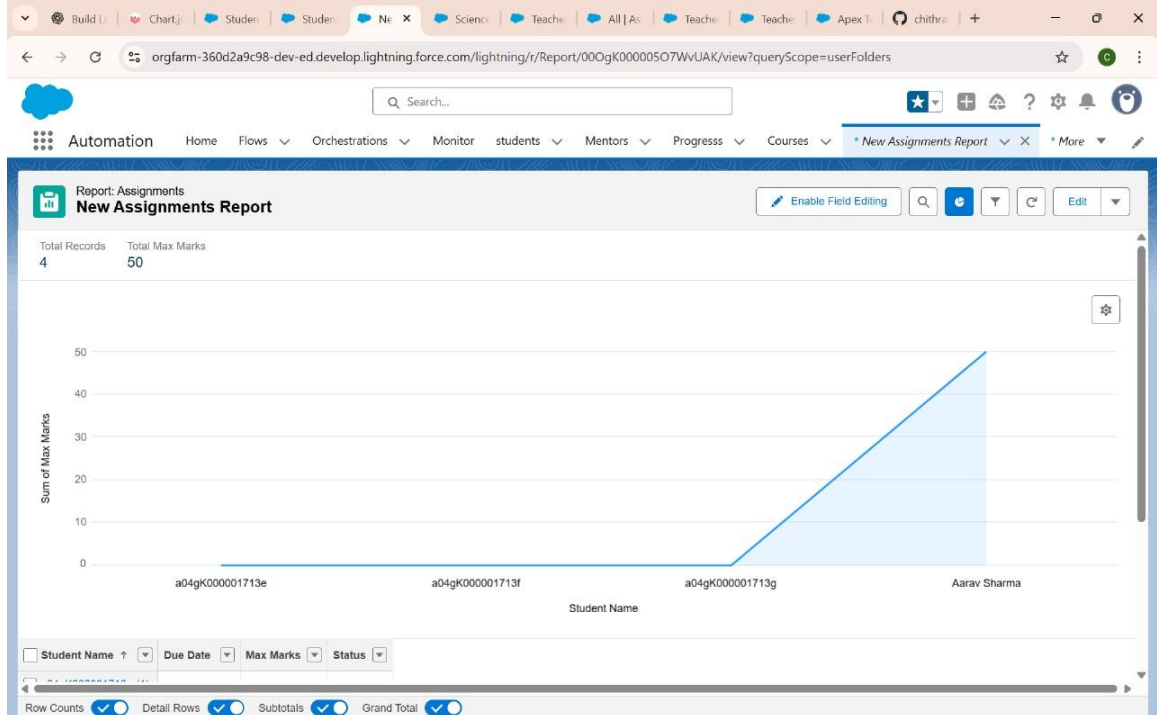 Build Li
Chart.j
Studen
Studen
Ne
Science
Teache
All | As
Teache
Teache
Apex T
chithra
orgfarm-360d2a9c98-dev-ed.develop.lightning.force.com/lightning/r/Report/00OgK000005O7WvUAK/view?queryScope=userFolders
C
Search...
Automation
Home
Flows
Orchestrations
Monitor
students
Mentors
Progresss
Courses
* New Assignments Report
* More
Report: Assignments
New Assignments Report
Enable Field Editing
Edit
Total Records
Total Max Marks
4
50
50
40
30
20
10
0
Sum of Max Marks
a04gK000001713e
a04gK000001713f
a04gK000001713g
Aarav Sharma
Student Name
Student Name ↑
Due Date
Max Marks
Status
Row Counts
Detail Rows
Subtotals
Grand Total